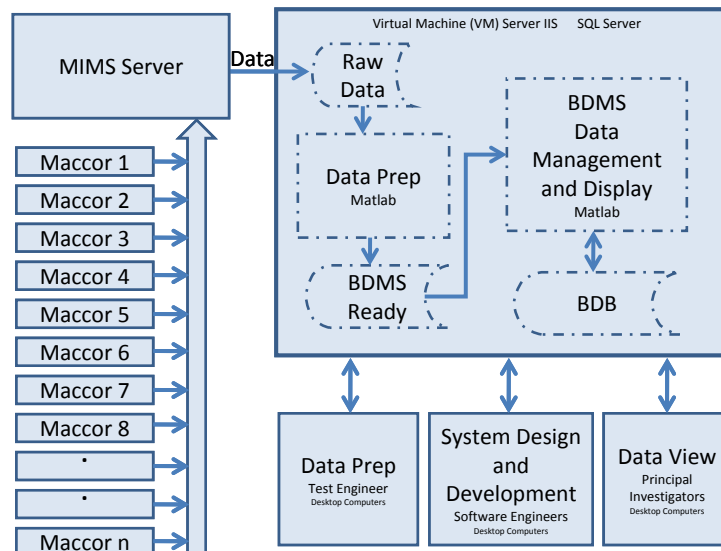 Virtual Machine (VM) Server IIS SQL Server
MIMS Server
Data
Raw
Data
BDMS
Data
Management
and Display
Matlab
Data Prep
Matlab
BDMS
Ready
BDB
Maccor 1
Maccor 2
Maccor 3
Maccor 4
Maccor 5
Maccor 6
Maccor 7
Maccor 8
.
.
Maccor n
Data Prep
Test Engineer
Desktop Computers
System Design
and
Development
Software Engineers
Desktop Computers
Data View
Principal
Investigators
Desktop Computers